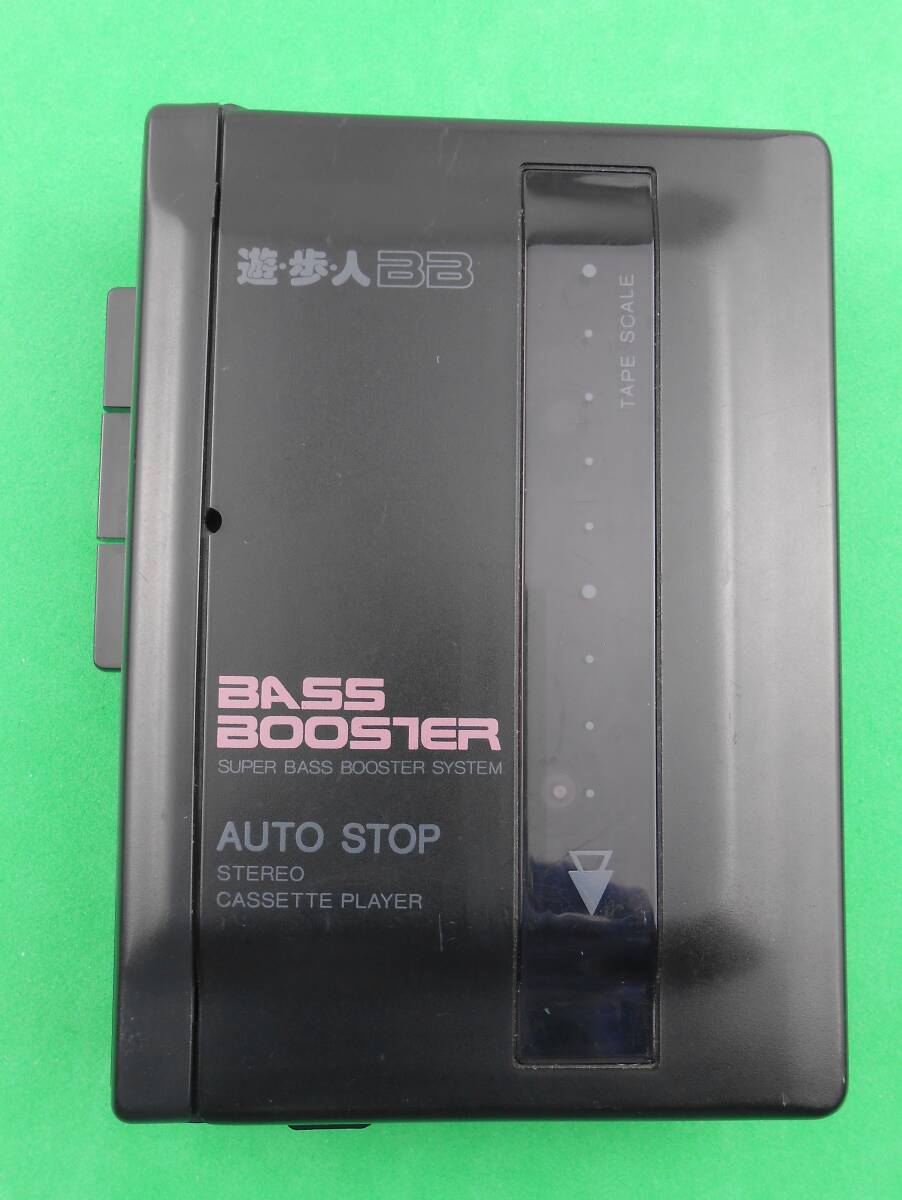 遊・歩・人BB
TAPE SCALE
BASS
BOOSTER
SUPER BASS BOOSTER SYSTEM
AUTO STOP
STEREO
CASSETTE PLAYER